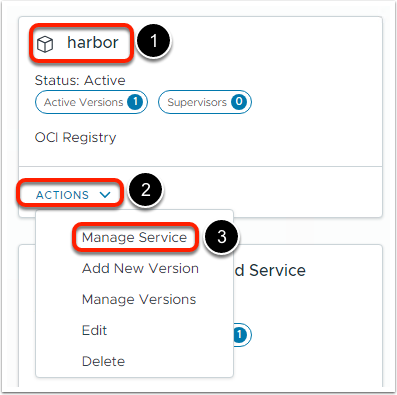 harbor 1
Status: Active
Active Versions 1 Supervisors 0
OCI Registry
ACTIONS 2
Manage Service 3
d Service
Add New Version
Manage Versions
Edit 1
Delete